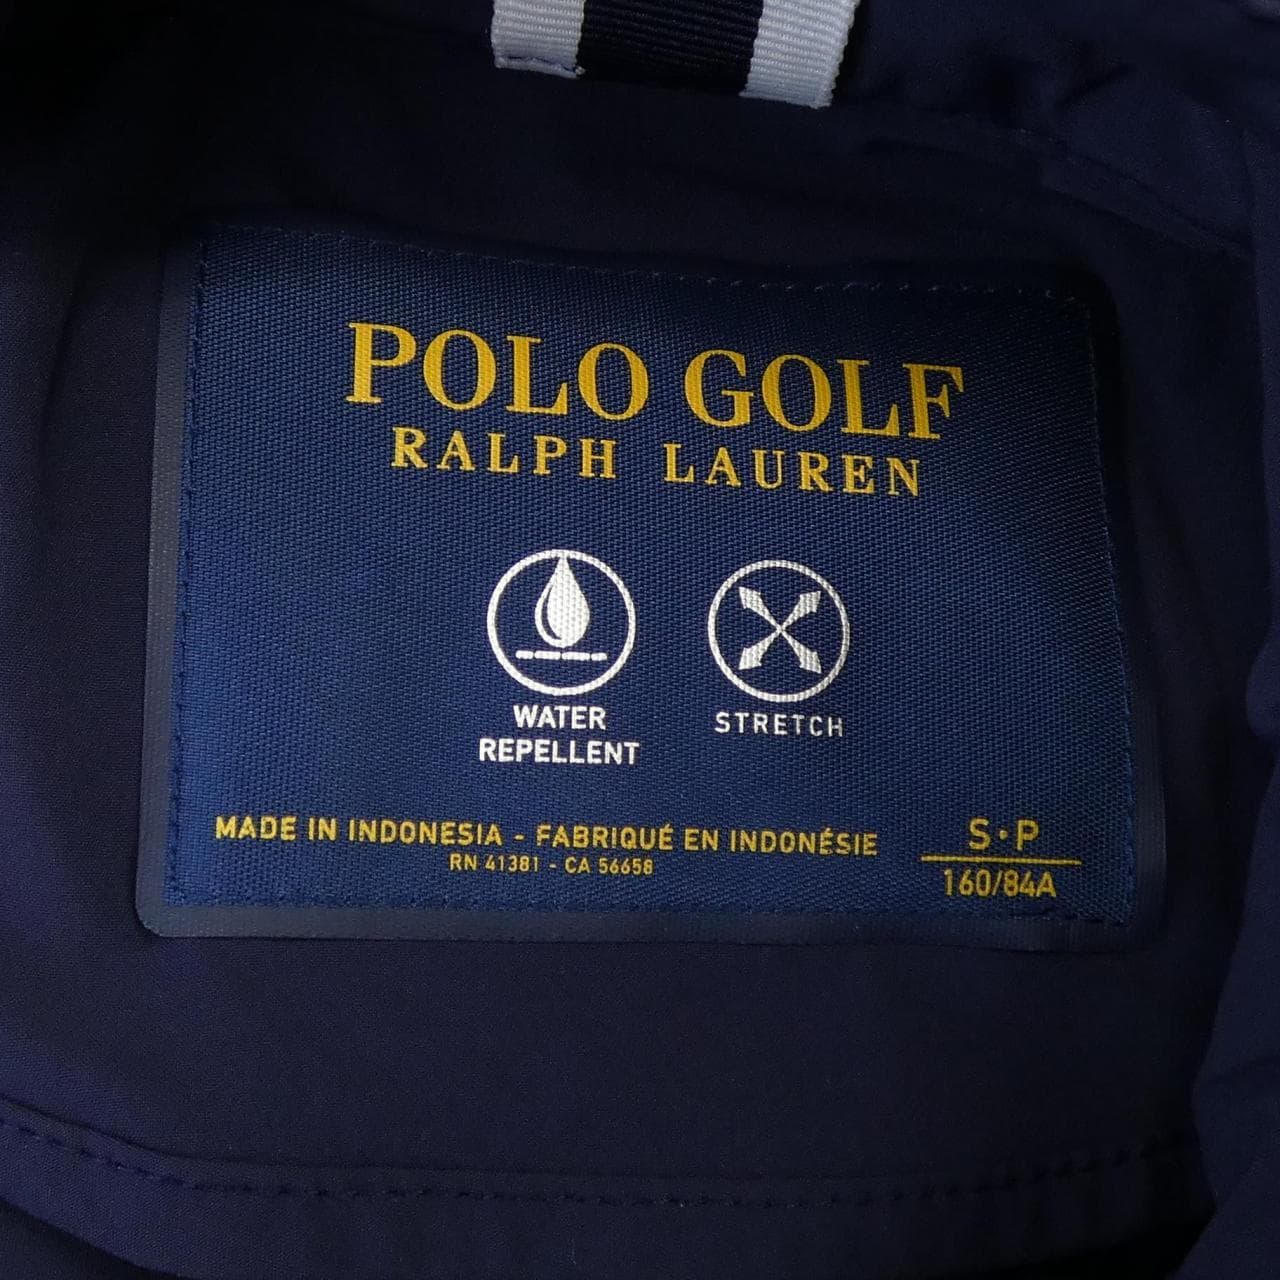 POLO GOLF
RALPH LAUREN
WATER
REPELLENT
STRETCH
MADE IN INDONESIA - FABRIQUÉ EN INDONÉSIE
RN 41381 - CA 56658
S•P
160/84A